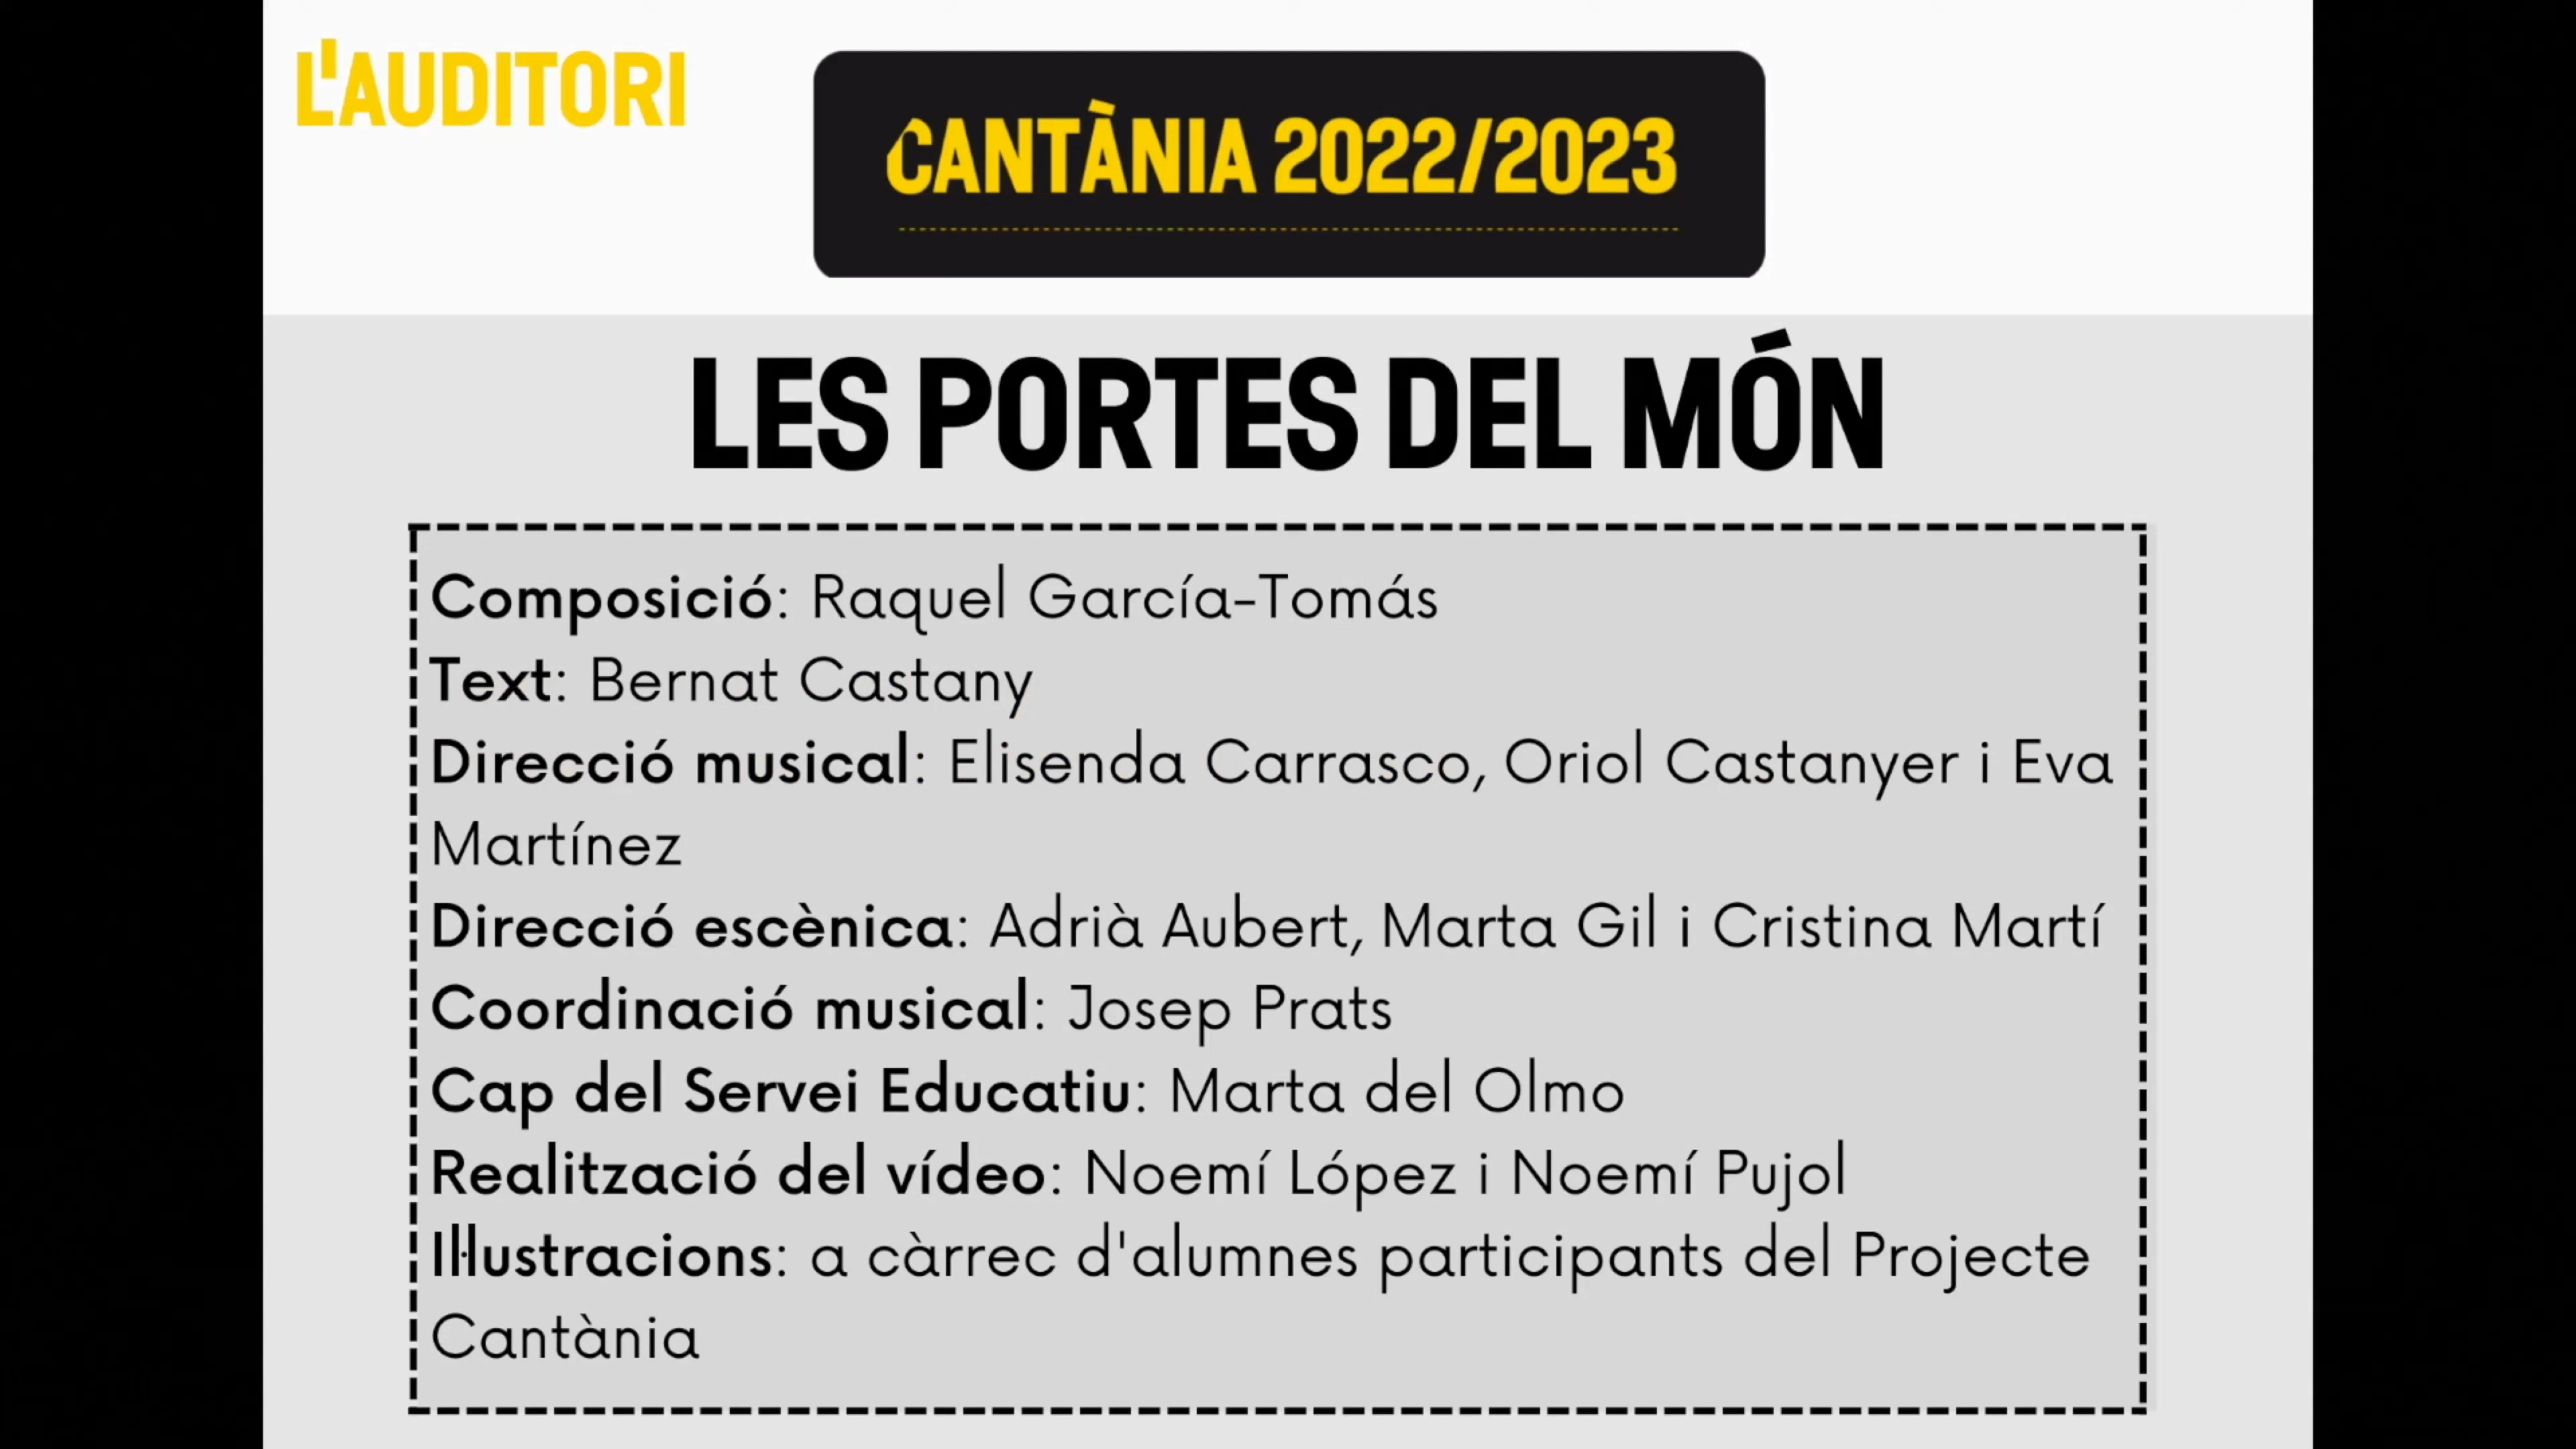 L'AUDITORI
CANTÀNIA 2022/2023
LES PORTES DEL MÓN
Composició: Raquel García-Tomás
Text: Bernat Castany
Direcció musical: Elisenda Carrasco, Oriol Castanyer i Eva
Martínez
Direcció escènica: Adrià Aubert, Marta Gil i Cristina Martí
Coordinació musical: Josep Prats
Cap del Servei Educatiu: Marta del Olmo
Realització del vídeo: Noemí López i Noemí Pujol
Il·lustracions: a càrrec d'alumnes participants del Projecte
Cantània